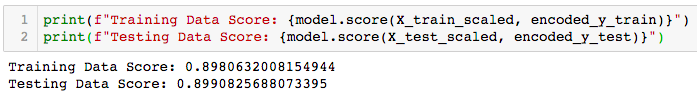 1 print(f"Training Data Score: {model.score(X_train_scaled, encoded_y_train)}")
2 print(f"Testing Data Score: {model.score(X_test_scaled, encoded_y_test)}")
Training Data Score: 0.8980632008154944
Testing Data Score: 0.8990825688073395